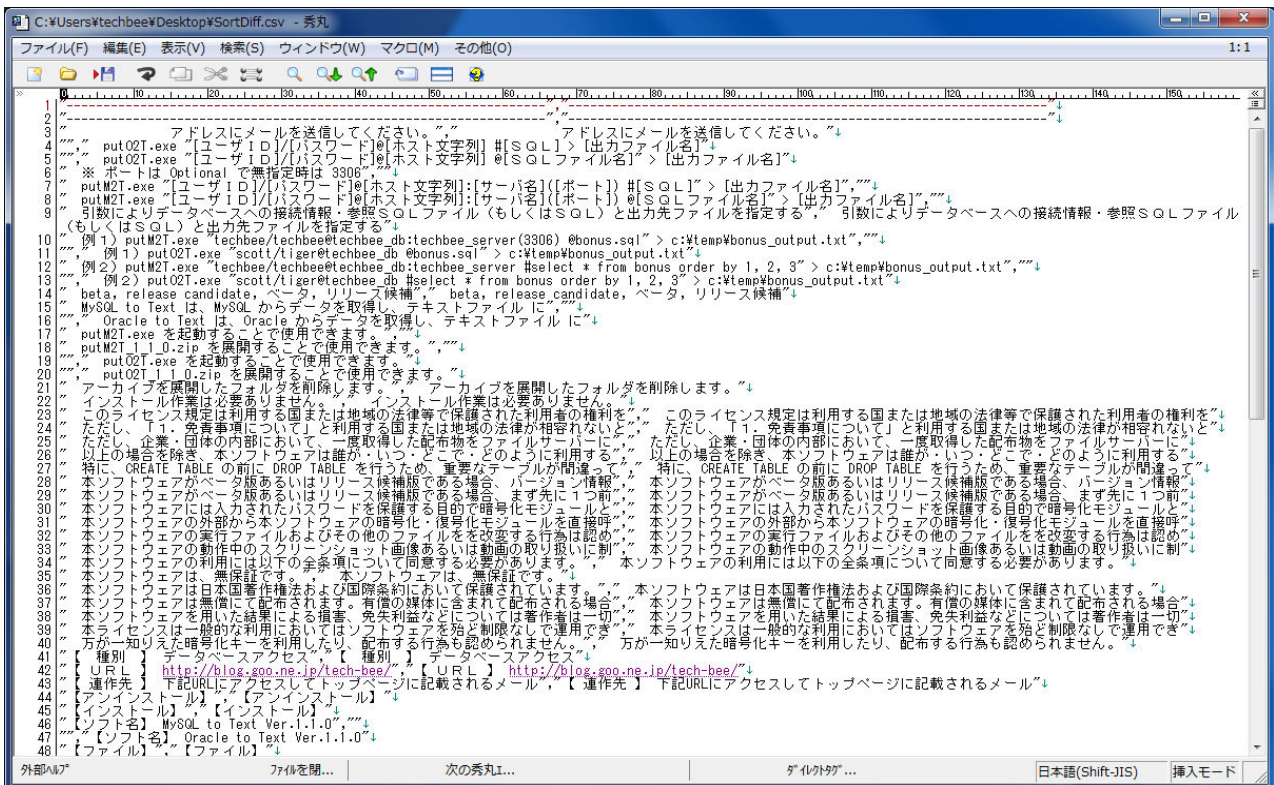 C:¥Users¥techbee¥Desktop¥SortDiff.csv - 秀丸
ファイル(F) 編集(E) 表示(V) 検索(S) ウィンドウ(W) マクロ(M) その他(O) 1:1
0 10 20 30 40 50 60 70 80 90 100 110 120 130 140 150
1 "------------------------------------------------------------------","------------------------------------------------------------------"↓
2 "------------------------------------------------------------------","------------------------------------------------------------------"↓
3 " アドレスにメールを送信してください。"," アドレスにメールを送信してください。"↓
4 ""," putO2T.exe "[ユーザID]/[パスワード]@[ホスト文字列] #[SQL] > [出力ファイル名]"↓
5 ""," putO2T.exe "[ユーザID]/[パスワード]@[ホスト文字列] @[SQLファイル名]" > [出力ファイル名]"↓
6 " ※ ポートは Optional で無指定時は 3306",""↓
7 " putM2T.exe "[ユーザID]/[パスワード]@[ホスト文字列]:[サーバ名]([ポート]) #[SQL]" > [出力ファイル名]",""↓
8 " putM2T.exe "[ユーザID]/[パスワード]@[ホスト文字列]:[サーバ名]([ポート]) @[SQLファイル名]" > [出力ファイル名]",""↓
9 " 引数によりデータベースへの接続情報・参照SQLファイル(もしくはSQL)と出力先ファイルを指定する"," 引数によりデータベースへの接続情報・参照SQLファイル
(もしくはSQL)と出力先ファイルを指定する"↓
10 " 例1) putM2T.exe "techbee/techbee@techbee_db:techbee_server(3306) @bonus.sql" > c:¥temp¥bonus_output.txt",""↓
11 ""," 例1) putO2T.exe "scott/tiger@techbee_db @bonus.sql" > c:¥temp¥bonus_output.txt"↓
12 " 例2) putM2T.exe "techbee/techbee@techbee_db:techbee_server #select * from bonus order by 1, 2, 3" > c:¥temp¥bonus_output.txt",""↓
13 ""," 例2) putO2T.exe "scott/tiger@techbee_db #select * from bonus order by 1, 2, 3" > c:¥temp¥bonus_output.txt"↓
14 " beta, release candidate, ベータ, リリース候補"," beta, release candidate, ベータ, リリース候補"↓
15 " MySQL to Text は、MySQL からデータを取得し、テキストファイル に",""↓
16 ""," Oracle to Text は、Oracle からデータを取得し、テキストファイル に"↓
17 " putM2T.exe を起動することで使用できます。",""↓
18 " putM2T_1_1_0.zip を展開することで使用できます。",""↓
19 ""," putO2T.exe を起動することで使用できます。"↓
20 ""," putO2T_1_1_0.zip を展開することで使用できます。"↓
21 " アーカイブを展開したフォルダを削除します。"," アーカイブを展開したフォルダを削除します。"↓
22 " インストール作業は必要ありません。"," インストール作業は必要ありません。"↓
23 " このライセンス規定は利用する国または地域の法律等で保護された利用者の権利を"," このライセンス規定は利用する国または地域の法律等で保護された利用者の権利を"↓
24 " ただし、「1.免責事項について」と利用する国または地域の法律が相容れないと"," ただし、「1.免責事項について」と利用する国または地域の法律が相容れないと"↓
25 " ただし、企業・団体の内部において、一度取得した配布物をファイルサーバーに"," ただし、企業・団体の内部において、一度取得した配布物をファイルサーバーに"↓
26 " 以上の場合を除き、本ソフトウェアは誰が・いつ・どこで・どのように利用する"," 以上の場合を除き、本ソフトウェアは誰が・いつ・どこで・どのように利用する"↓
27 " 特に、CREATE TABLE の前に DROP TABLE を行うため、重要なテーブルが間違って"," 特に、CREATE TABLE の前に DROP TABLE を行うため、重要なテーブルが間違って"↓
28 " 本ソフトウェアがベータ版あるいはリリース候補版である場合、バージョン情報"," 本ソフトウェアがベータ版あるいはリリース候補版である場合、バージョン情報"↓
29 " 本ソフトウェアがベータ版あるいはリリース候補版である場合、まず先に1つ前"," 本ソフトウェアがベータ版あるいはリリース候補版である場合、まず先に1つ前"↓
30 " 本ソフトウェアには入力されたパスワードを保護する目的で暗号化モジュールと"," 本ソフトウェアには入力されたパスワードを保護する目的で暗号化モジュールと"↓
31 " 本ソフトウェアの外部から本ソフトウェアの暗号化・復号化モジュールを直接呼"," 本ソフトウェアの外部から本ソフトウェアの暗号化・復号化モジュールを直接呼"↓
32 " 本ソフトウェアの実行ファイルおよびその他のファイルをを改変する行為は認め"," 本ソフトウェアの実行ファイルおよびその他のファイルをを改変する行為は認め"↓
33 " 本ソフトウェアの動作中のスクリーンショット画像あるいは動画の取り扱いに制"," 本ソフトウェアの動作中のスクリーンショット画像あるいは動画の取り扱いに制"↓
34 " 本ソフトウェアの利用には以下の全条項について同意する必要があります。"," 本ソフトウェアの利用には以下の全条項について同意する必要があります。"↓
35 " 本ソフトウェアは、無保証です。"," 本ソフトウェアは、無保証です。"↓
36 " 本ソフトウェアは日本国著作権法および国際条約において保護されています。"," 本ソフトウェアは日本国著作権法および国際条約において保護されています。"↓
37 " 本ソフトウェアは無償にて配布されます。有償の媒体に含まれて配布される場合"," 本ソフトウェアは無償にて配布されます。有償の媒体に含まれて配布される場合"↓
38 " 本ソフトウェアを用いた結果による損害、免失利益などについては著作者は一切"," 本ソフトウェアを用いた結果による損害、免失利益などについては著作者は一切"↓
39 " 本ライセンスは一般的な利用においてはソフトウェアを殆ど制限なしで運用でき"," 本ライセンスは一般的な利用においてはソフトウェアを殆ど制限なしで運用でき"↓
40 " 万が一知りえた暗号化キーを利用したり、配布する行為も認められません。"," 万が一知りえた暗号化キーを利用したり、配布する行為も認められません。"↓
41 "【 種別 】 データベースアクセス","【 種別 】 データベースアクセス"↓
42 "【 URL 】 http://blog.goo.ne.jp/tech-bee/","【 URL 】 http://blog.goo.ne.jp/tech-bee/"↓
43 "【 連作先 】 下記URLにアクセスしてトップページに記載されるメール","【 連作先 】 下記URLにアクセスしてトップページに記載されるメール"↓
44 "【アンインストール】","【アンインストール】"↓
45 "【インストール】","【インストール】"↓
46 "【ソフト名】 MySQL to Text Ver.1.1.0",""↓
47 "","【ソフト名】 Oracle to Text Ver.1.1.0"↓
48 "【ファイル】","【ファイル】"↓
外部ヘルプ ファイルを閉... 次の秀丸エ... ダイレクトタグ... 日本語(Shift-JIS) 挿入モード